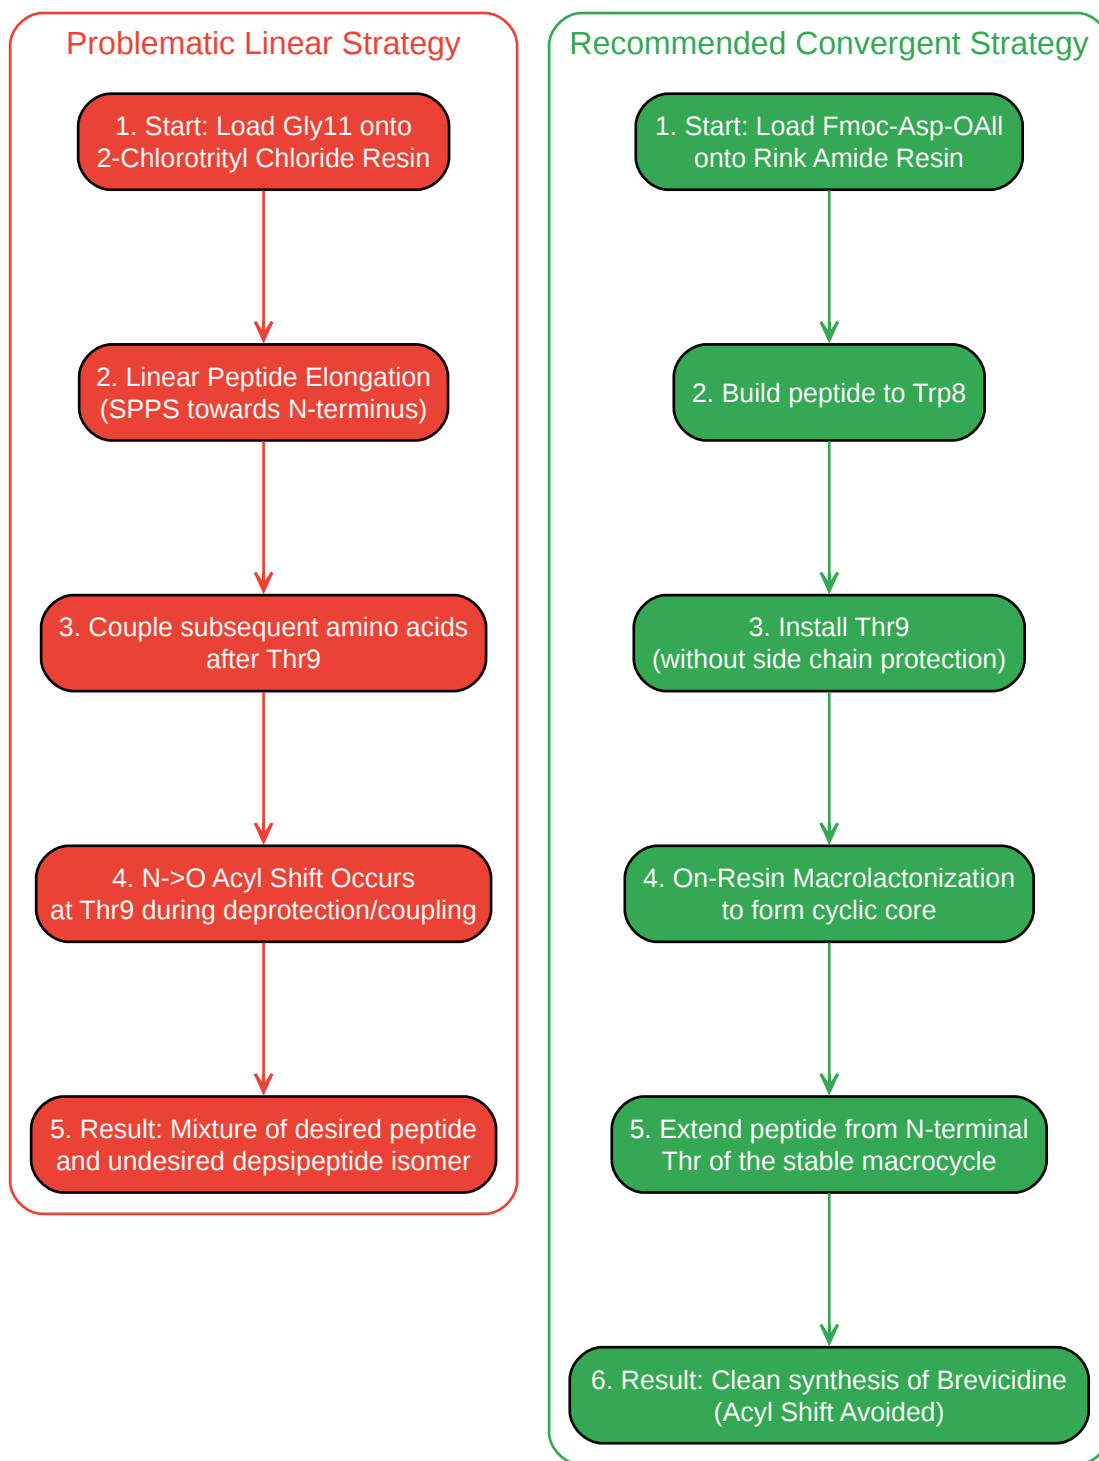 Problematic Linear Strategy
1. Start: Load Gly11 onto
2-Chlorotrityl Chloride Resin
2. Linear Peptide Elongation
(SPPS towards N-terminus)
3. Couple subsequent amino acids
after Thr9
4. N->O Acyl Shift Occurs
at Thr9 during deprotection/coupling
5. Result: Mixture of desired peptide
and undesired depsipeptide isomer
Recommended Convergent Strategy
1. Start: Load Fmoc-Asp-OAll
onto Rink Amide Resin
2. Build peptide to Trp8
3. Install Thr9
(without side chain protection)
4. On-Resin Macrolactonization
to form cyclic core
5. Extend peptide from N-terminal
Thr of the stable macrocycle
6. Result: Clean synthesis of Brevicidine
(Acyl Shift Avoided)